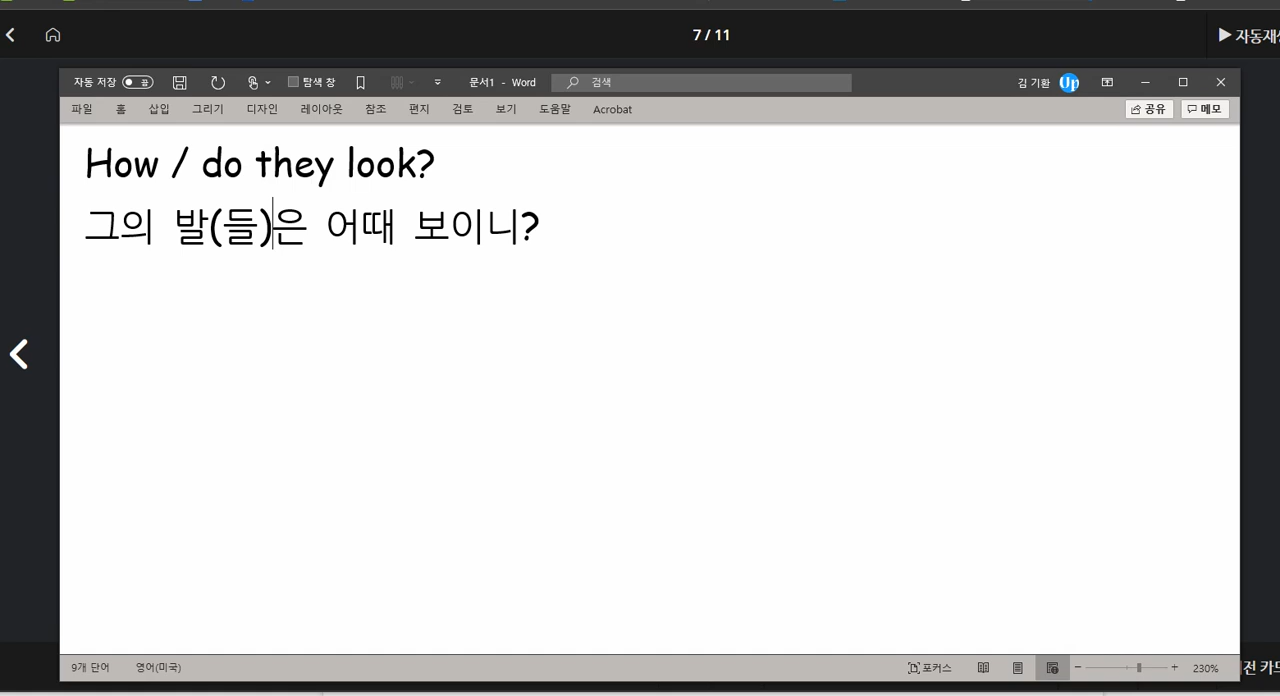 7 / 11
▶ 자동재생
자동 저장 끔 탐색 창 문서1 - Word 검색 김 기환 Up
파일 홈 삽입 그리기 디자인 레이아웃 참조 편지 검토 보기 도움말 Acrobat 공유 메모
How / do they look?
그의 발(들)은 어때 보이니?
9개 단어 영어(미국) 포커스 230%